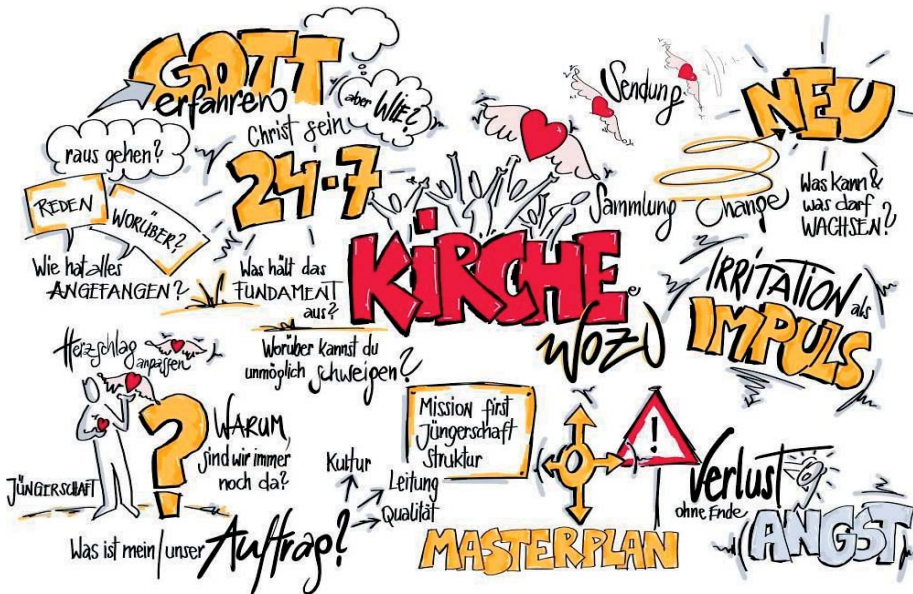 GOTT
erfahren
aber WIE?
raus gehen?
Christ sein
24·7
REDEN
WORÜBER?
Wie hat alles
ANGEFANGEN?
Was hält das
FUNDAMENT
aus?
Worüber kannst du
unmöglich schweigen?
KIRCHE
WOZU
Sendung
Sammlung
Change
NEU
Was kann &
was darf
WACHSEN?
IRRITATION als
IMPULS
Herzschlag
anpassen
JÜNGERSCHAFT
?
WARUM
sind wir immer
noch da?
Was ist mein/unser
Auftrag?
Kultur
Leitung
Qualität
Mission first
Jüngerschaft
Struktur
MASTERPLAN
!
Verlust
ohne Ende
ANGST